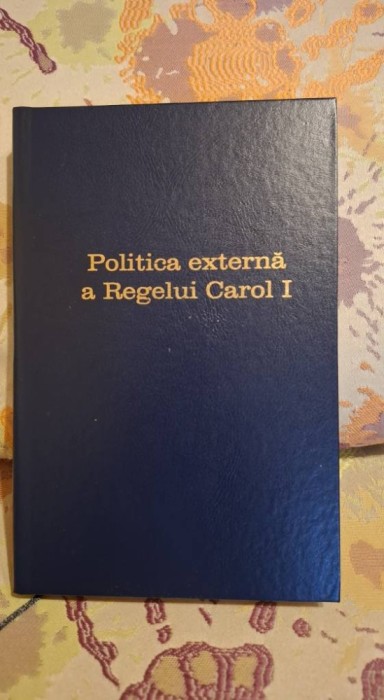 Politica externă
a Regelui Carol I